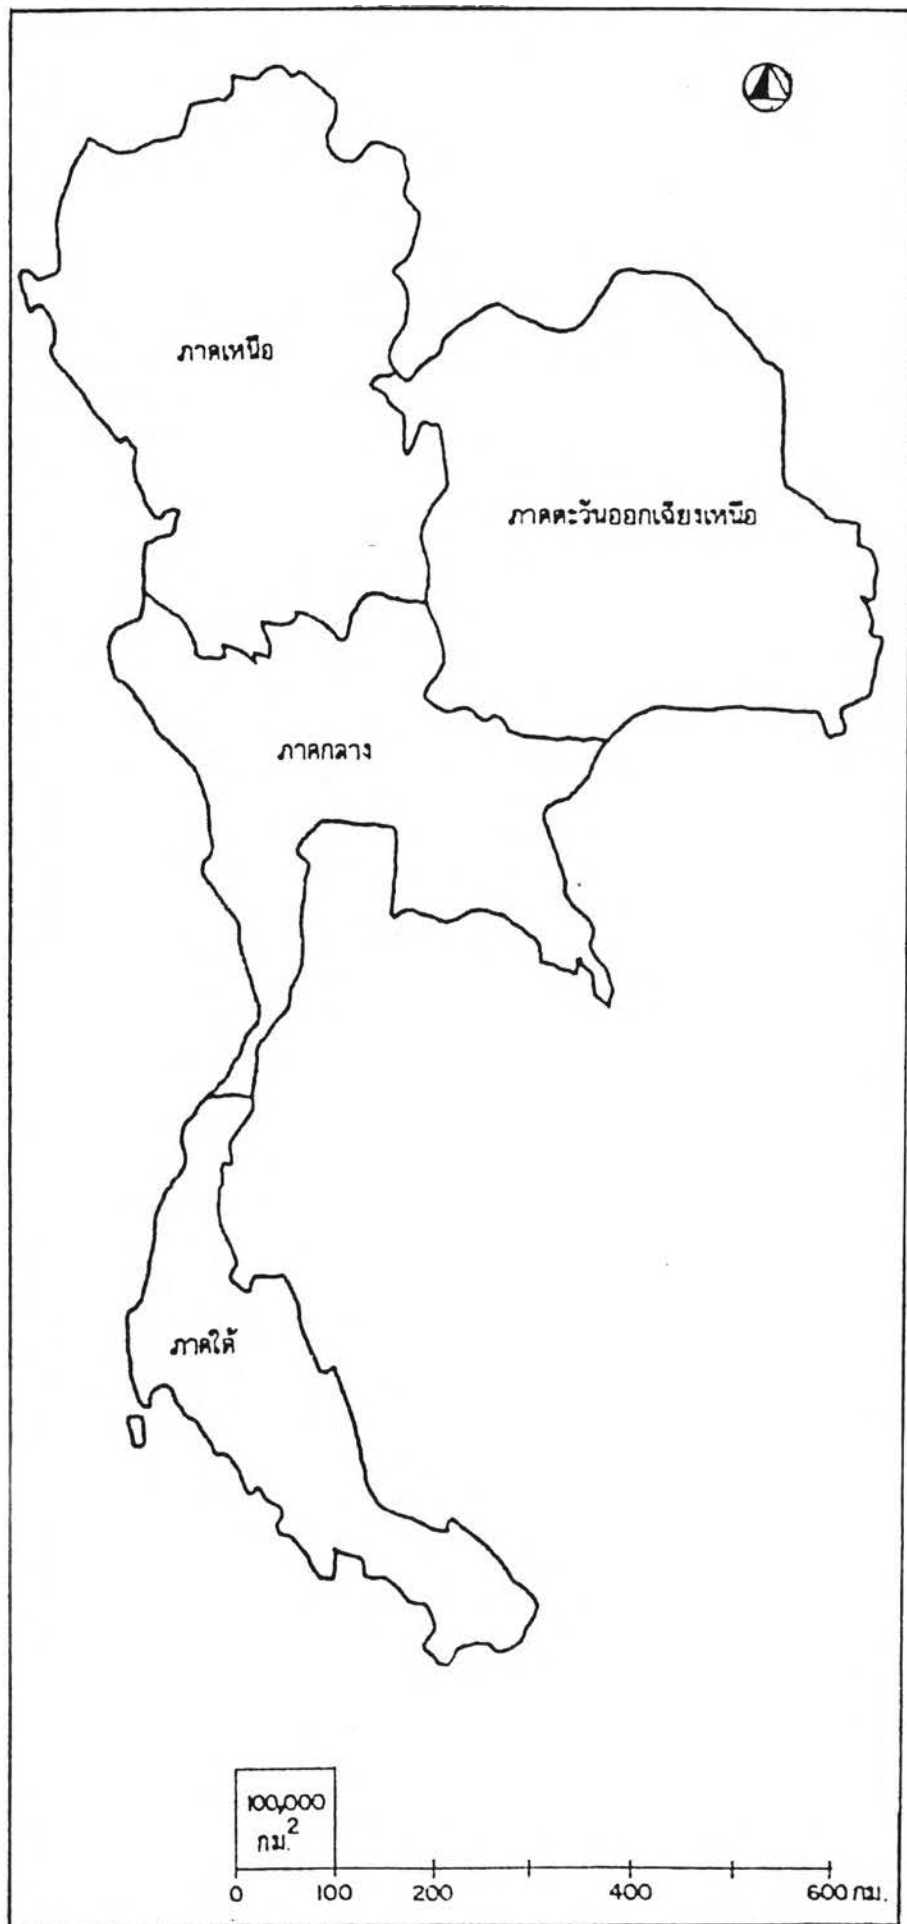 ภาคเหนือ
ภาคตะวันออกเฉียงเหนือ
ภาคกลาง
ภาคใต้
100,000
กม.²
0 100 200 400 600 กม.